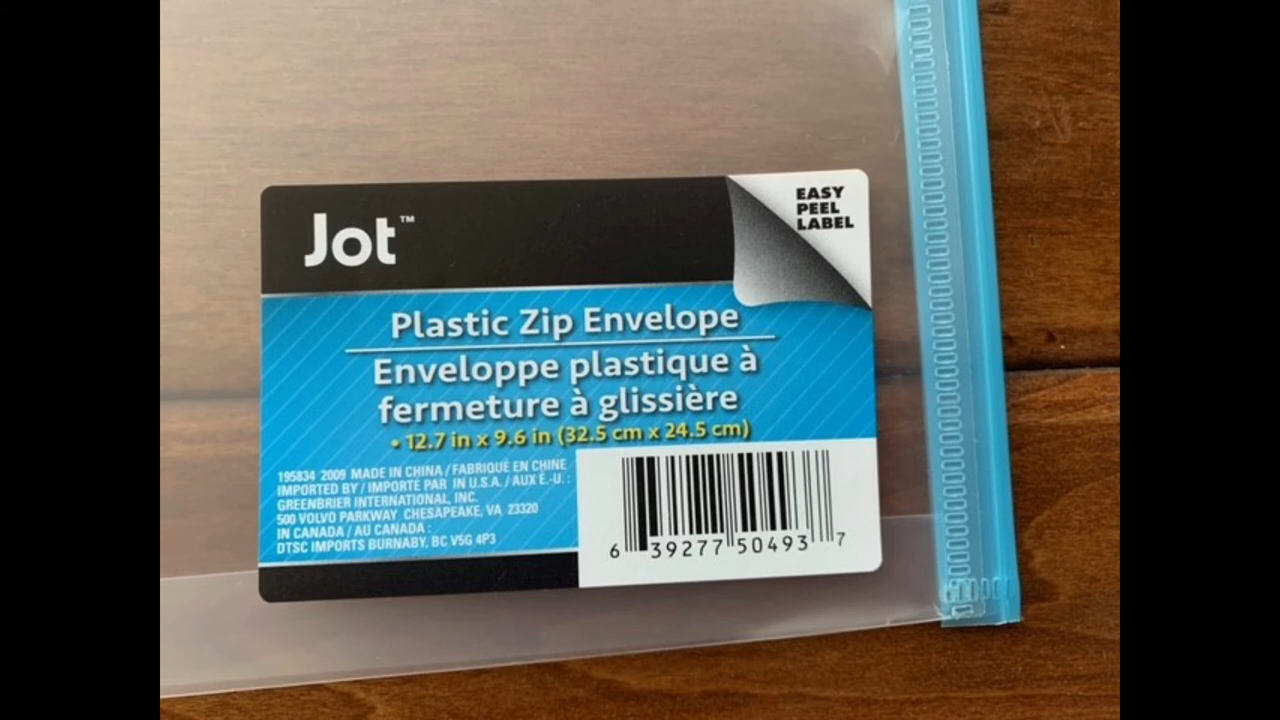 Jot™
EASY
PEEL
LABEL
Plastic Zip Envelope
Enveloppe plastique à
fermeture à glissière
• 12.7 in x 9.6 in (32.5 cm x 24.5 cm)
195834 2009 MADE IN CHINA / FABRIQUÉ EN CHINE
IMPORTED BY / IMPORTÉ PAR IN U.S.A. / AUX É.-U. :
GREENBRIER INTERNATIONAL, INC.
500 VOLVO PARKWAY CHESAPEAKE, VA 23320
IN CANADA / AU CANADA :
DTSC IMPORTS BURNABY, BC V5G 4P3
6 39277 50493 7